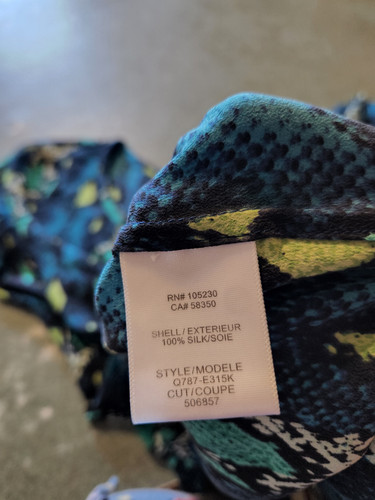 RN# 105230
CA# 58350
SHELL/EXTERIEUR
100% SILK/SOIE
STYLE/MODELE
Q787-E315K
CUT/COUPE
506857